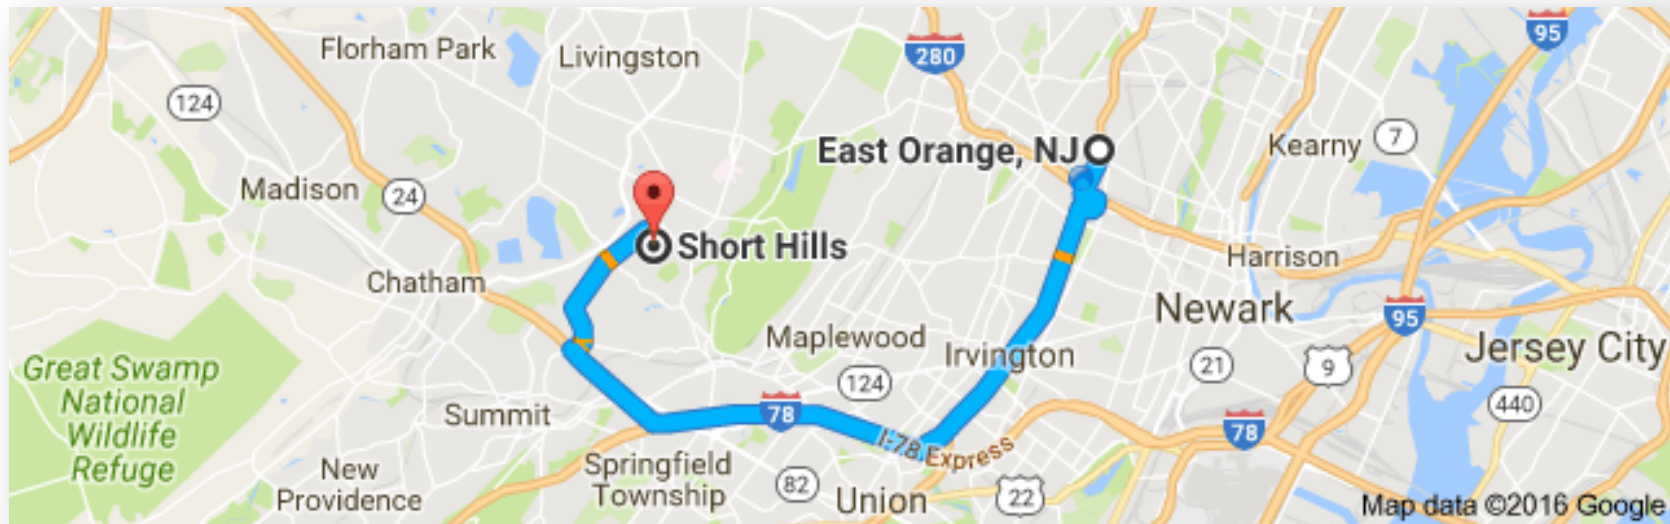 Florham Park
Livingston
280
95
124
East Orange, NJ
Kearny
7
Madison
24
Short Hills
Harrison
Chatham
Newark
95
Maplewood
Irvington
21
9
Jersey City
Great Swamp
National
Wildlife
Refuge
124
440
Summit
78
78
I-78 Express
New
Providence
Springfield
Township
82
Union
22
Map data ©2016 Google